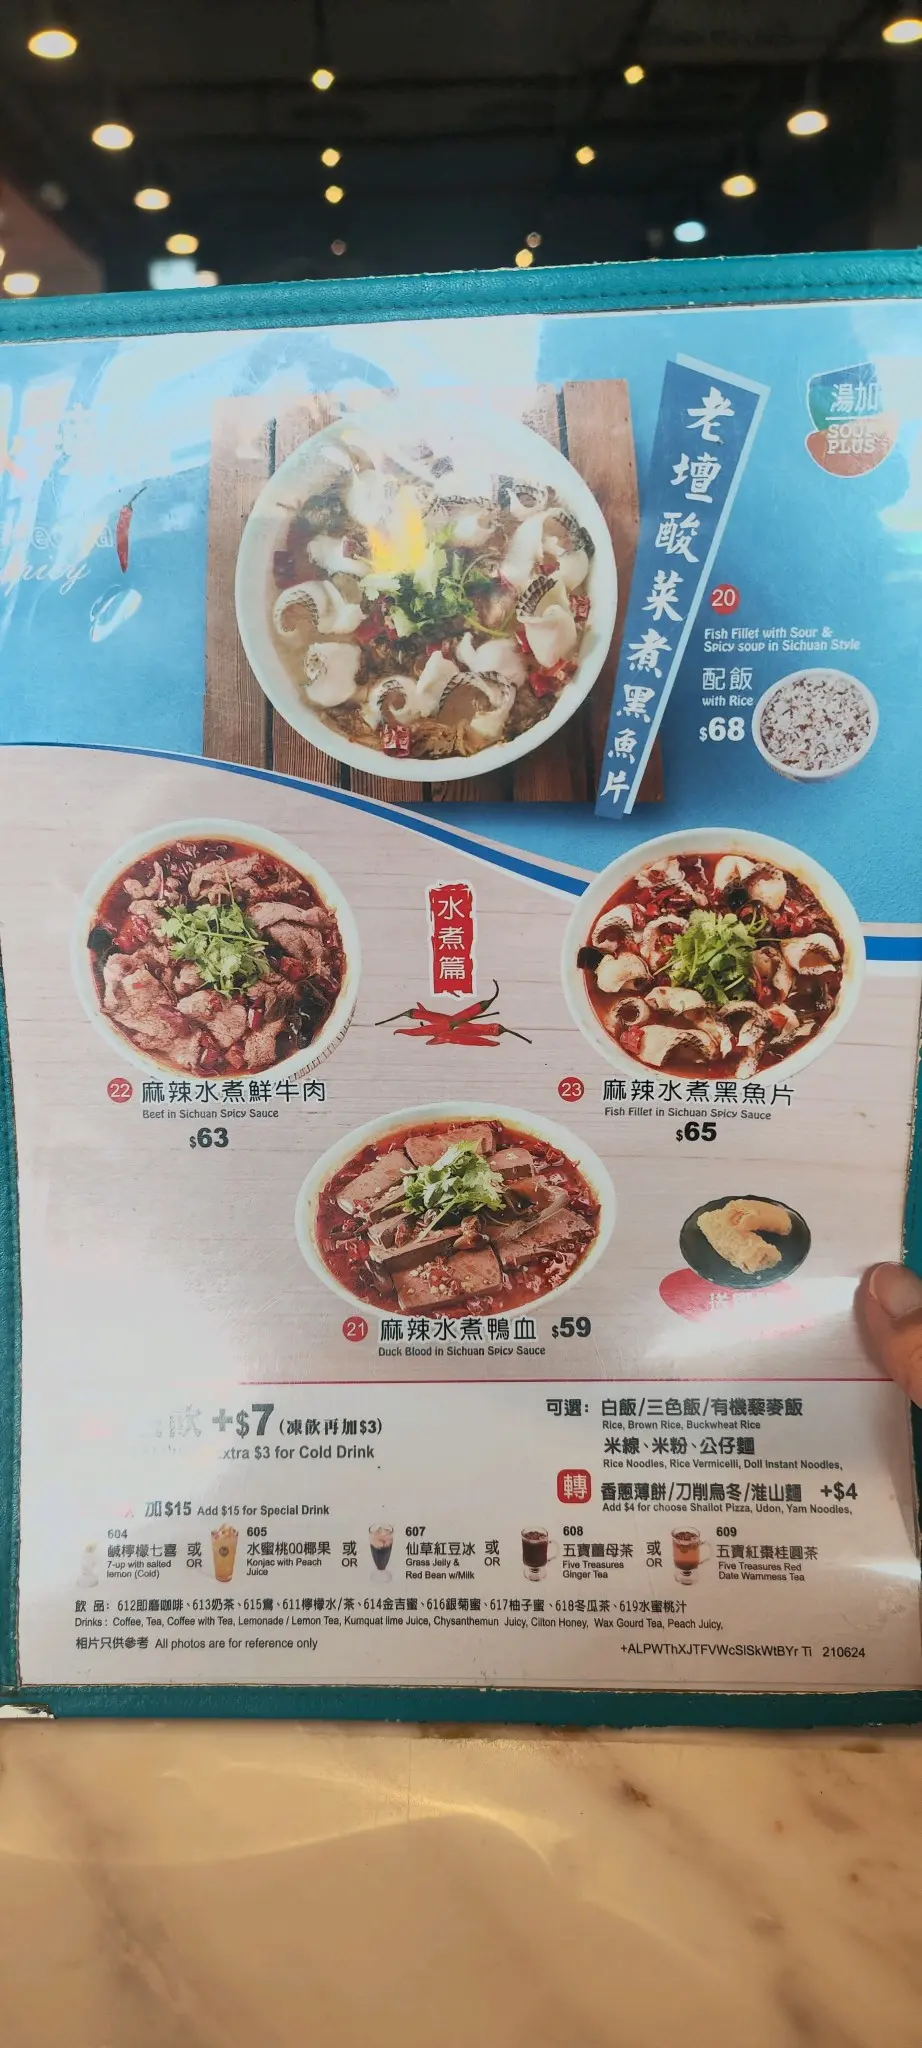 湯加
SOUP
PLUS
老壇酸菜煮黑魚片
20
Fish Fillet with Sour &
Spicy soup in Sichuan Style
配飯
with Rice
$68
水煮篇
22 麻辣水煮鮮牛肉
Beef in Sichuan Spicy Sauce
$63
23 麻辣水煮黑魚片
Fish Fillet in Sichuan Spicy Sauce
$65
21 麻辣水煮鴨血 $59
Duck Blood in Sichuan Spicy Sauce
飲 +$7 (凍飲再加$3)
Extra $3 for Cold Drink
加$15 Add $15 for Special Drink
可選: 白飯/三色飯/有機藜麥飯
Rice, Brown Rice, Buckwheat Rice
米線、米粉、公仔麵
Rice Noodles, Rice Vermicelli, Doll Instant Noodles,
轉 香蔥薄餅/刀削烏冬/淮山麵 +$4
Add $4 for choose Shallot Pizza, Udon, Yam Noodles,
604
鹹檸檬七喜
7-up with salted
lemon (Cold)
或
OR
605
水蜜桃QQ椰果
Konjac with Peach
Juice
或
OR
607
仙草紅豆冰
Grass Jelly &
Red Bean w/Milk
或
OR
608
五寶薑母茶
Five Treasures
Ginger Tea
或
OR
609
五寶紅棗桂圓茶
Five Treasures Red
Date Warmness Tea
飲 品: 612即磨咖啡、613奶茶、615鴛、611檸檬水/茶、614金吉蜜、616銀菊蜜、617柚子蜜、618冬瓜茶、619水蜜桃汁
Drinks : Coffee, Tea, Coffee with Tea, Lemonade / Lemon Tea, Kumquat lime Juice, Chysanthemun Juicy, Cilton Honey, Wax Gourd Tea, Peach Juicy,
相片只供參考 All photos are for reference only
+ALPWThXJTFVWcSISkWtBYr Ti 210624